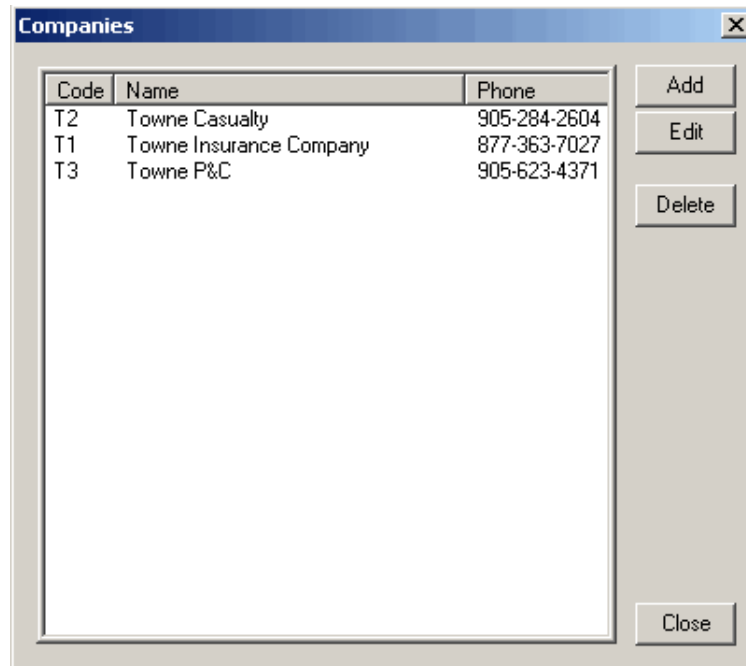 Companies
Code Name Phone
T2 Towne Casualty 905-284-2604
T1 Towne Insurance Company 877-363-7027
T3 Towne P&C 905-623-4371
Add
Edit
Delete
Close